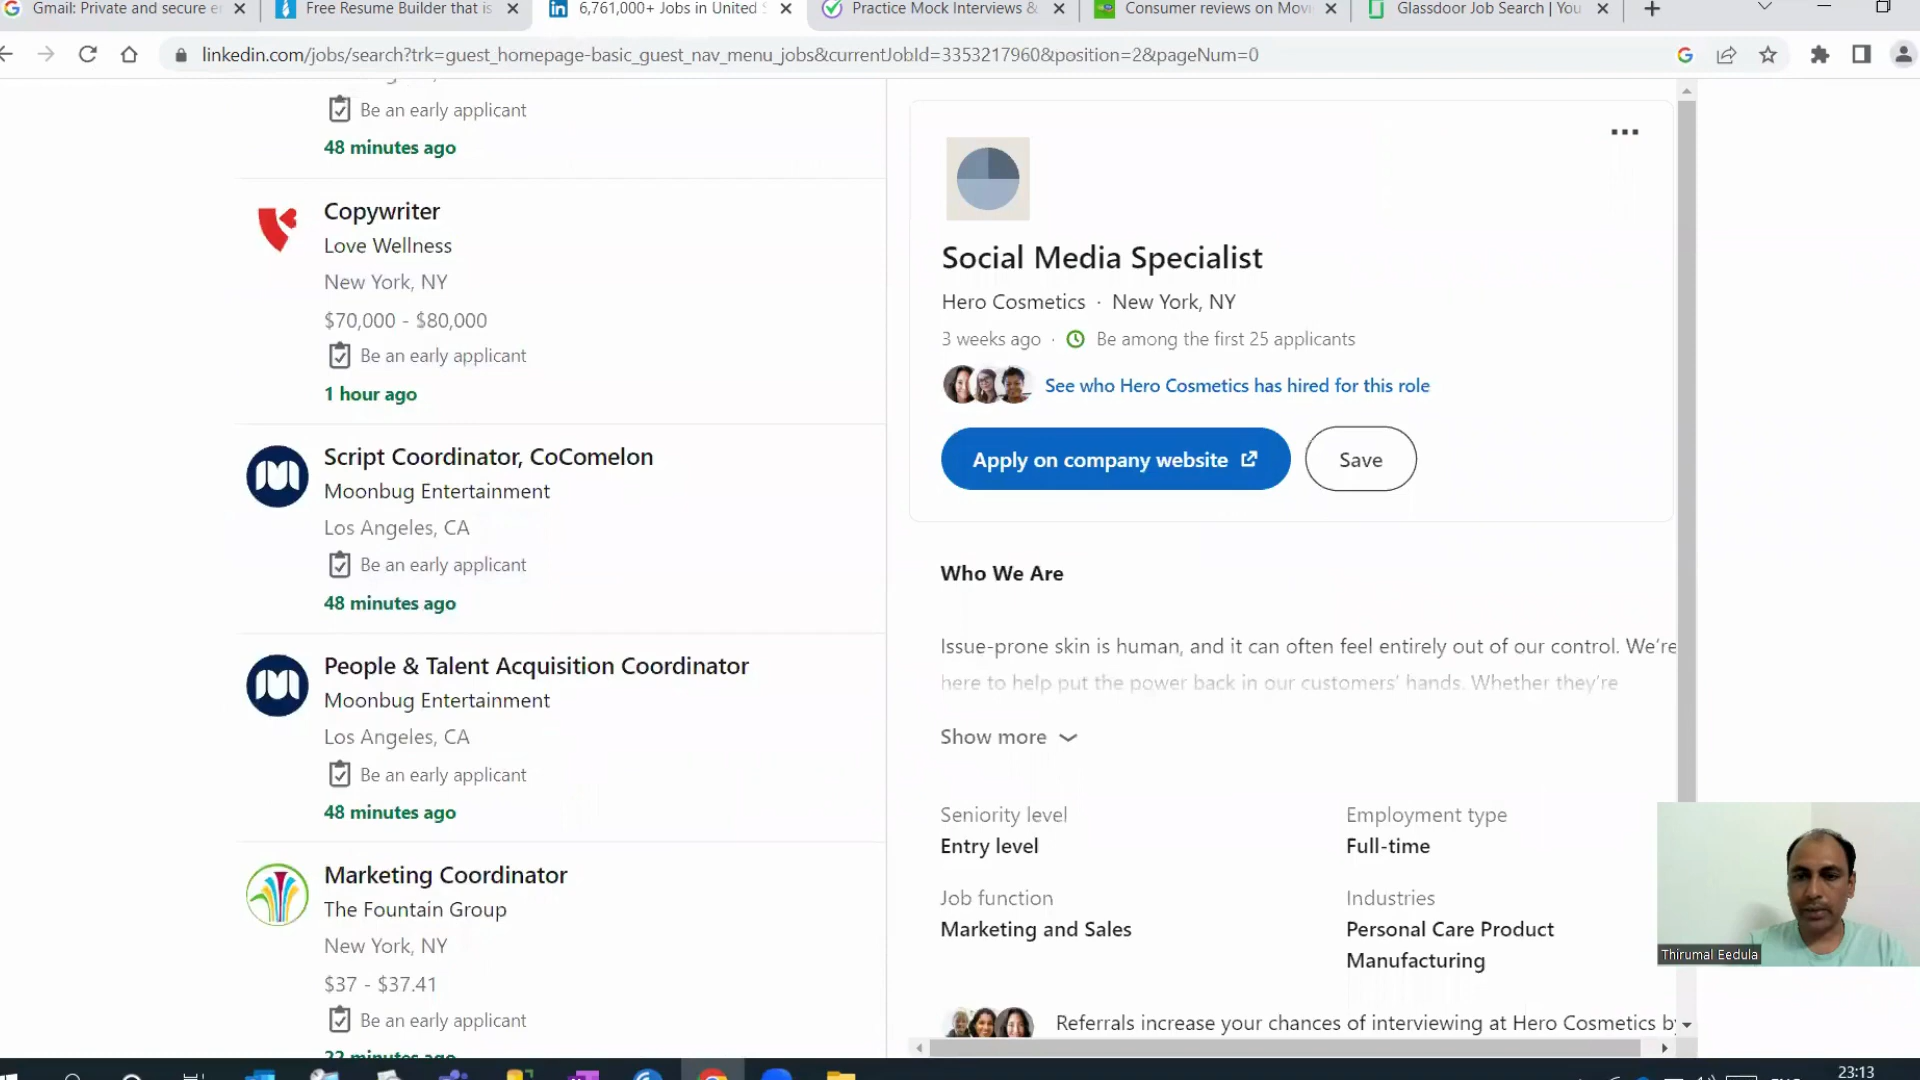 Gmail: Private and secure e
Free Resume Builder that is
6,761,000+ Jobs in United S
Practice Mock Interviews &
Consumer reviews on Movi
Glassdoor Job Search | You
linkedin.com/jobs/search?trk=guest_homepage-basic_guest_nav_menu_jobs&currentJobId=3353217960&position=2&pageNum=0
Be an early applicant
48 minutes ago
Copywriter
Love Wellness
New York, NY
$70,000 - $80,000
Be an early applicant
1 hour ago
Script Coordinator, CoComelon
Moonbug Entertainment
Los Angeles, CA
Be an early applicant
48 minutes ago
People & Talent Acquisition Coordinator
Moonbug Entertainment
Los Angeles, CA
Be an early applicant
48 minutes ago
Marketing Coordinator
The Fountain Group
New York, NY
$37 - $37.41
Be an early applicant
22 minutes ago
Social Media Specialist
Hero Cosmetics · New York, NY
3 weeks ago · Be among the first 25 applicants
See who Hero Cosmetics has hired for this role
Apply on company website
Save
Who We Are
Issue-prone skin is human, and it can often feel entirely out of our control. We're
here to help put the power back in our customers' hands. Whether they're
Show more
Seniority level
Entry level
Employment type
Full-time
Job function
Marketing and Sales
Industries
Personal Care Product
Manufacturing
Referrals increase your chances of interviewing at Hero Cosmetics by
Thirumal Eedula
23:13